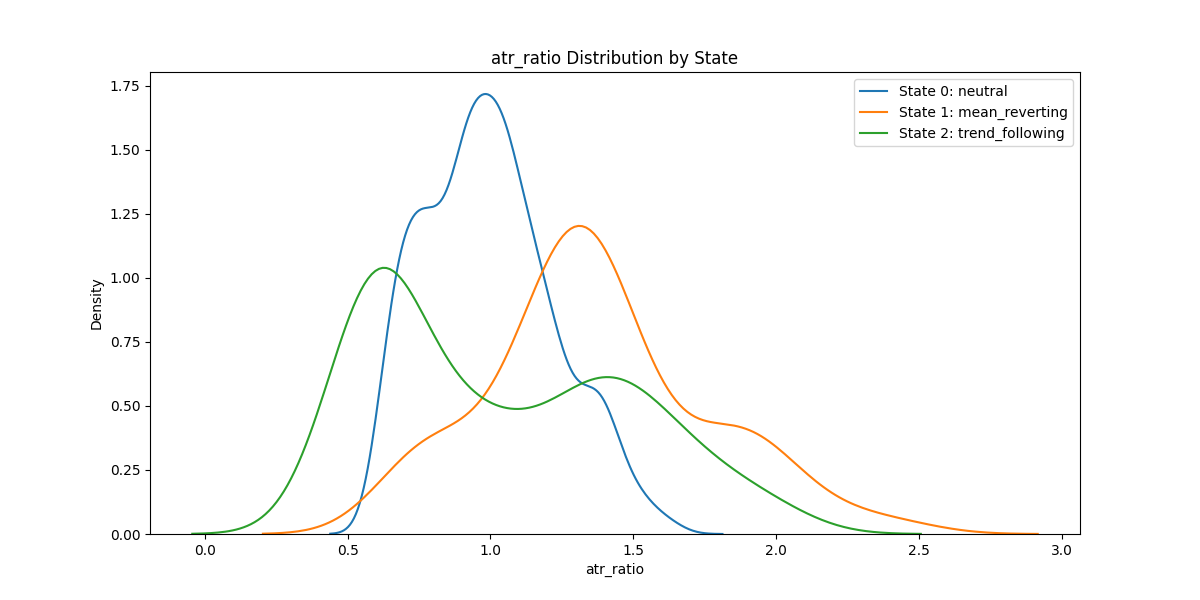 atr_ratio Distribution by State
State 0: neutral
State 1: mean_reverting
State 2: trend_following
1.75
1.50
1.25
1.00
0.75
0.50
0.25
0.00
Density
0.0 0.5 1.0 1.5 2.0 2.5 3.0
atr_ratio